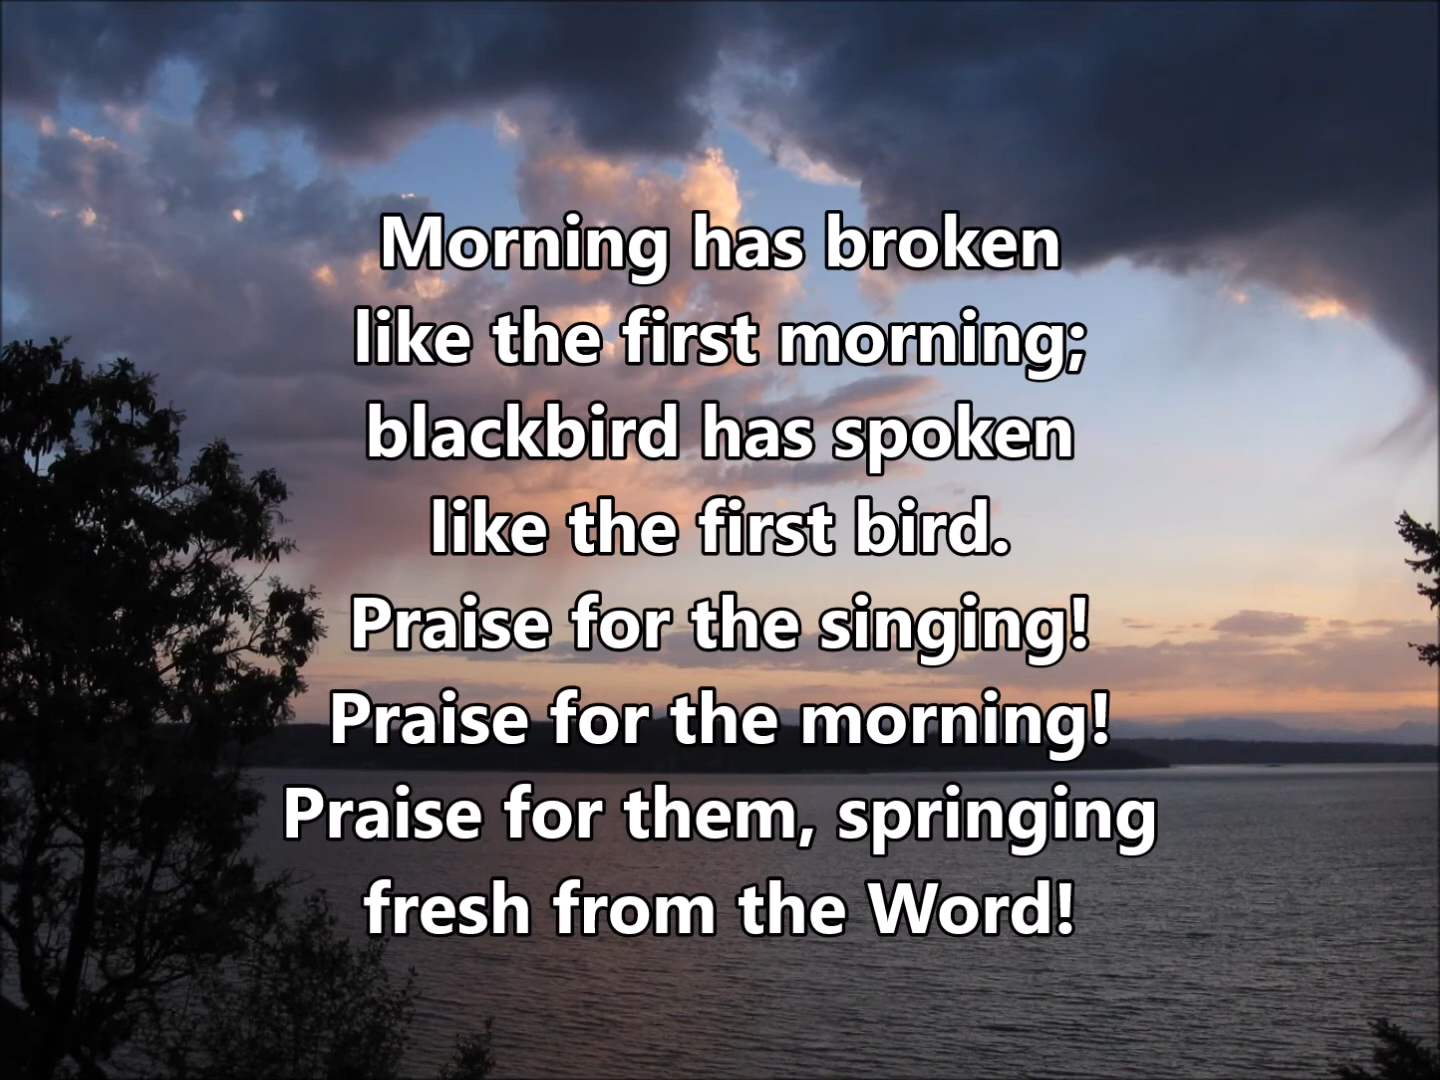 Morning has broken
like the first morning;
blackbird has spoken
like the first bird.
Praise for the singing!
Praise for the morning!
Praise for them, springing
fresh from the Word!